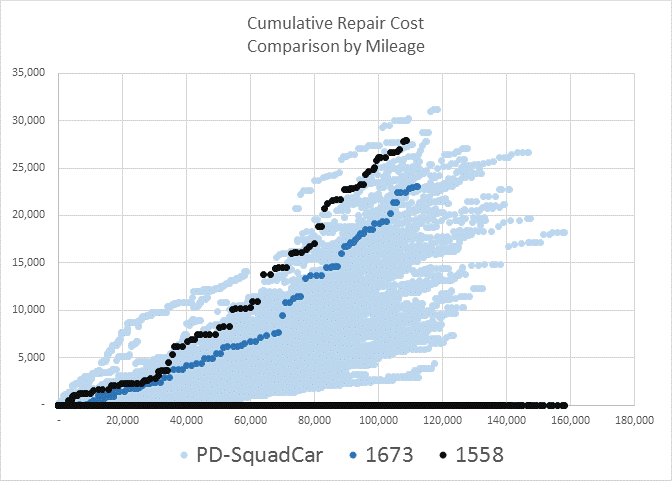 Cumulative Repair Cost
Comparison by Mileage
35,000
30,000
25,000
20,000
15,000
10,000
5,000
-
- 20,000 40,000 60,000 80,000 100,000 120,000 140,000 160,000 180,000
PD-SquadCar 1673 1558